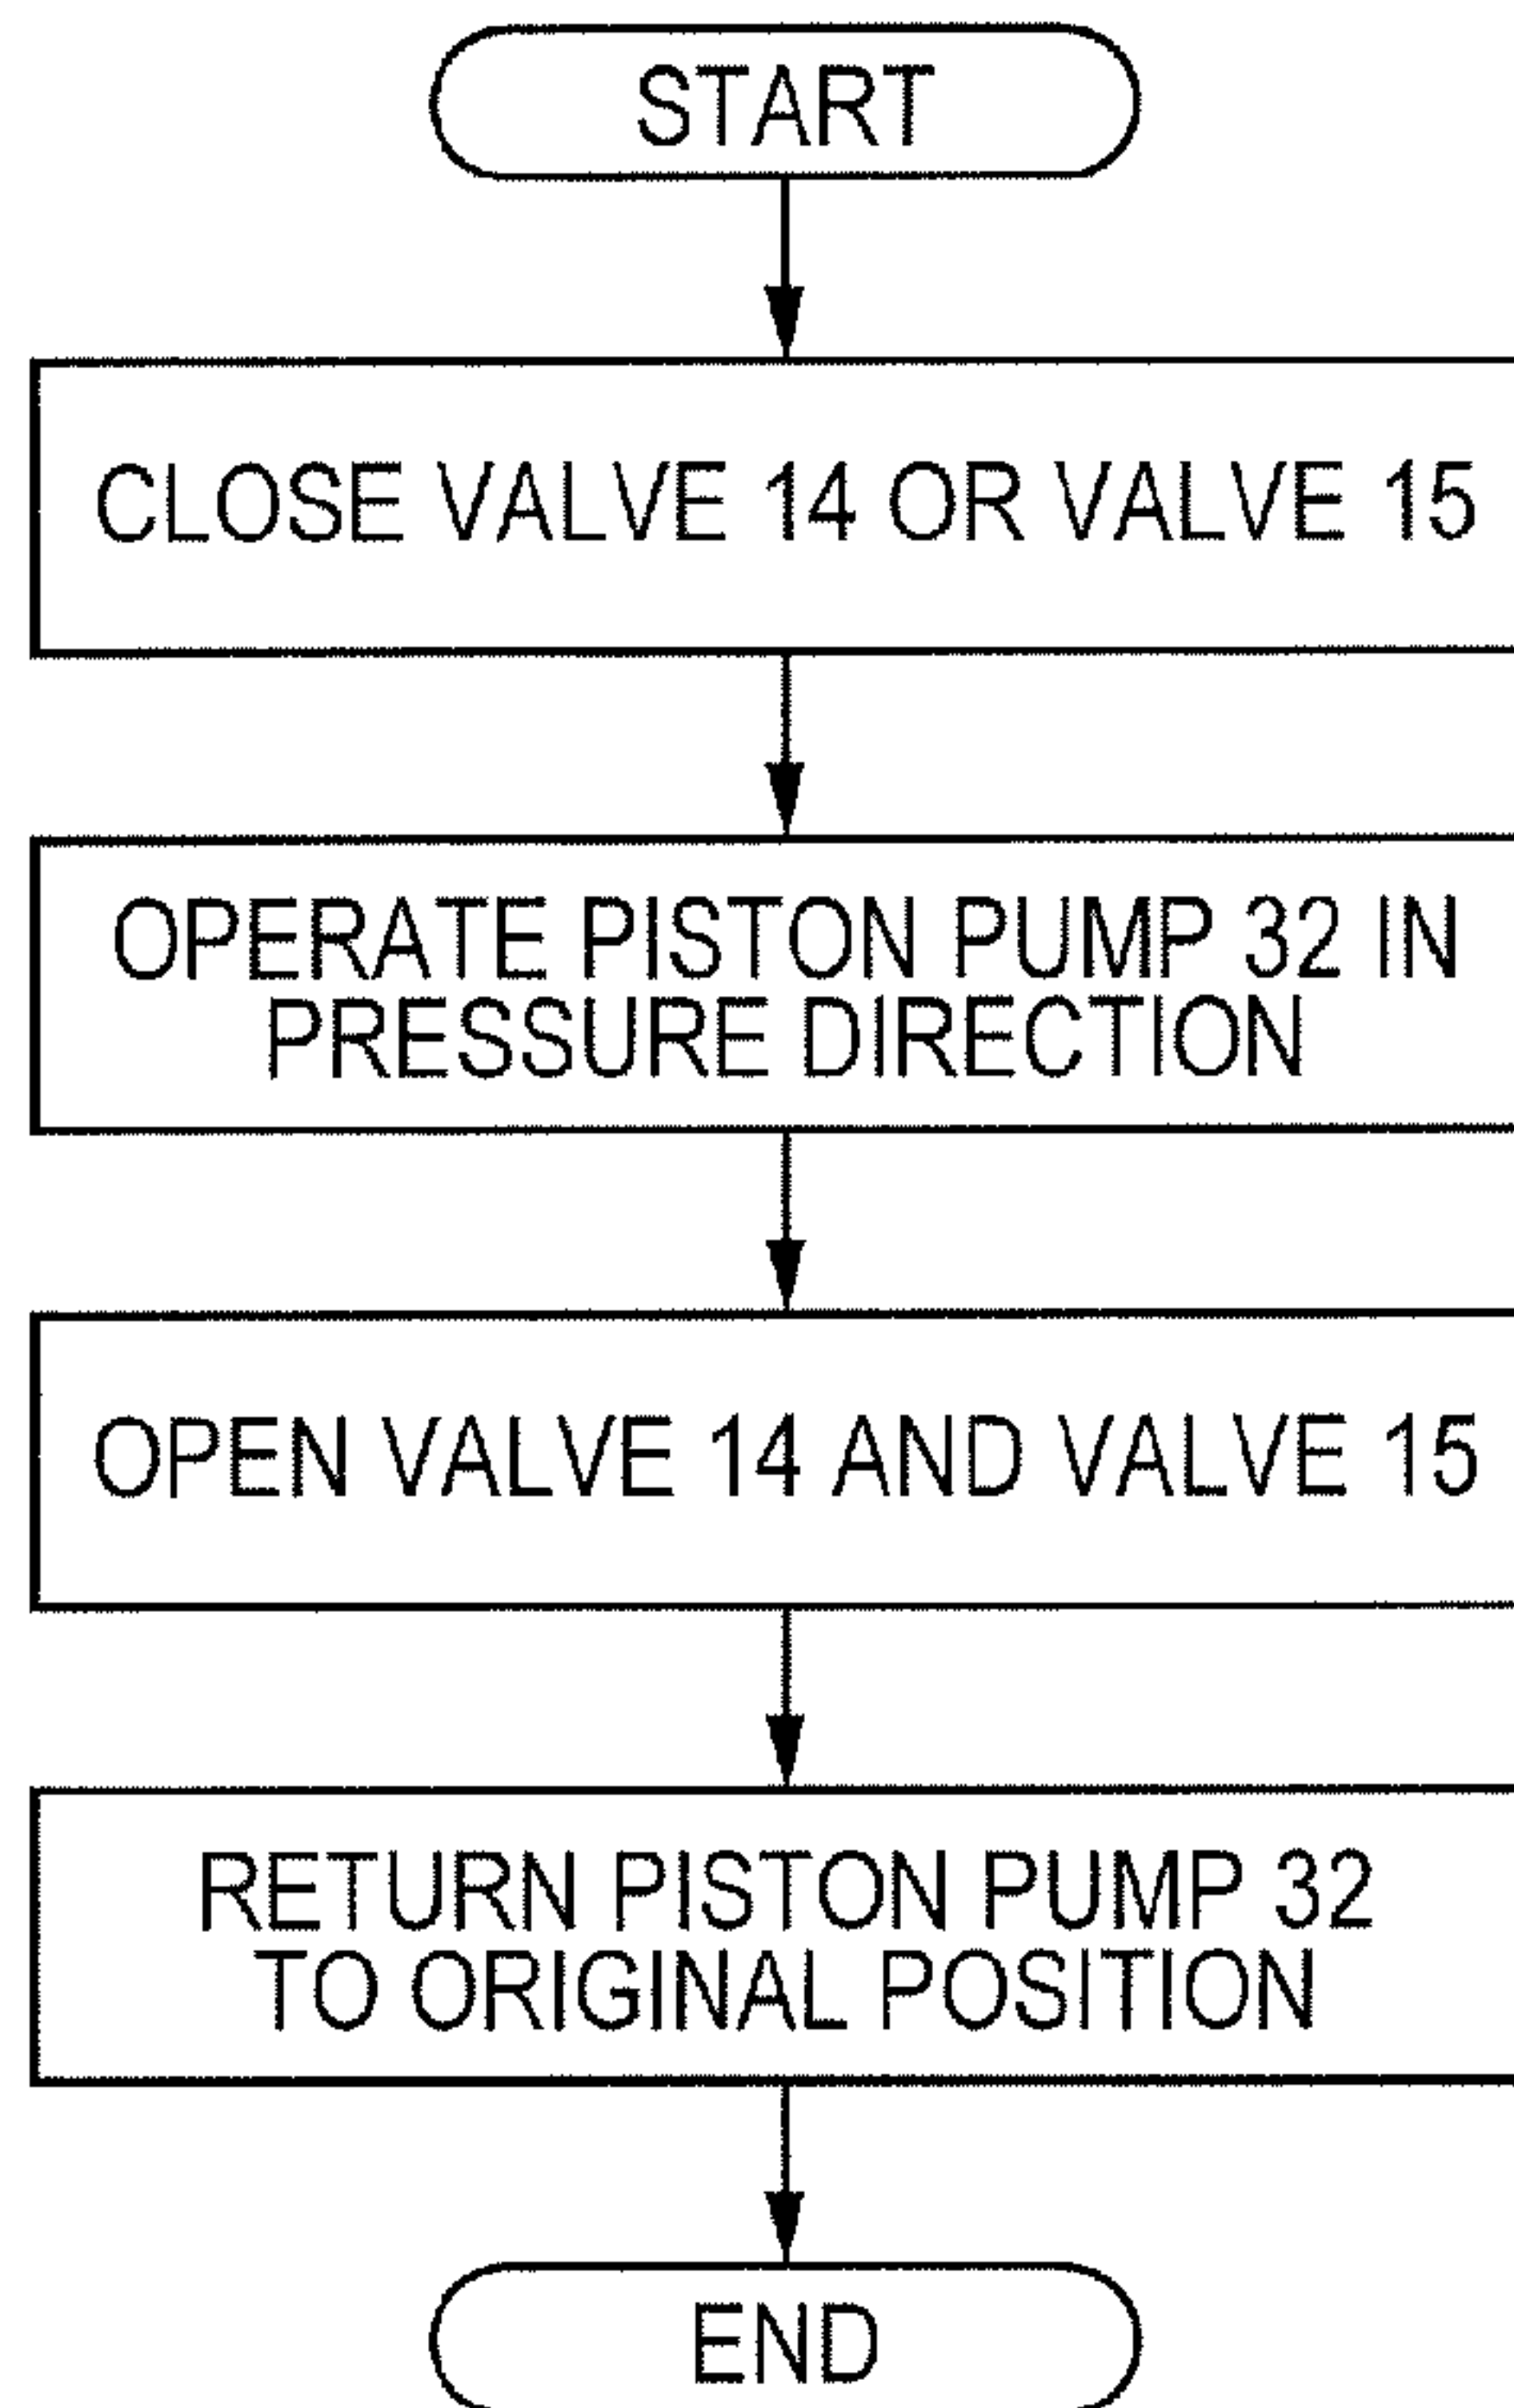 START
CLOSE VALVE 14 OR VALVE 15
OPERATE PISTON PUMP 32 IN
PRESSURE DIRECTION
OPEN VALVE 14 AND VALVE 15
RETURN PISTON PUMP 32
TO ORIGINAL POSITION
END